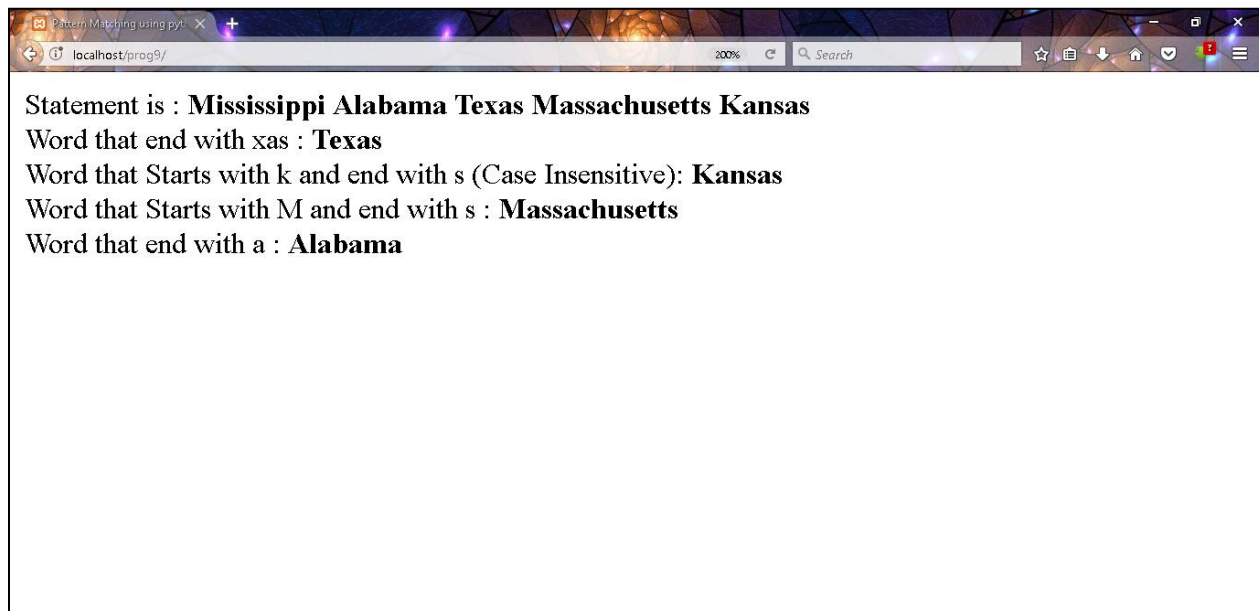 Pattern Matching using pyt
localhost/prog9/
200%
Search
Statement is : Mississippi Alabama Texas Massachusetts Kansas
Word that end with xas : Texas
Word that Starts with k and end with s (Case Insensitive): Kansas
Word that Starts with M and end with s : Massachusetts
Word that end with a : Alabama